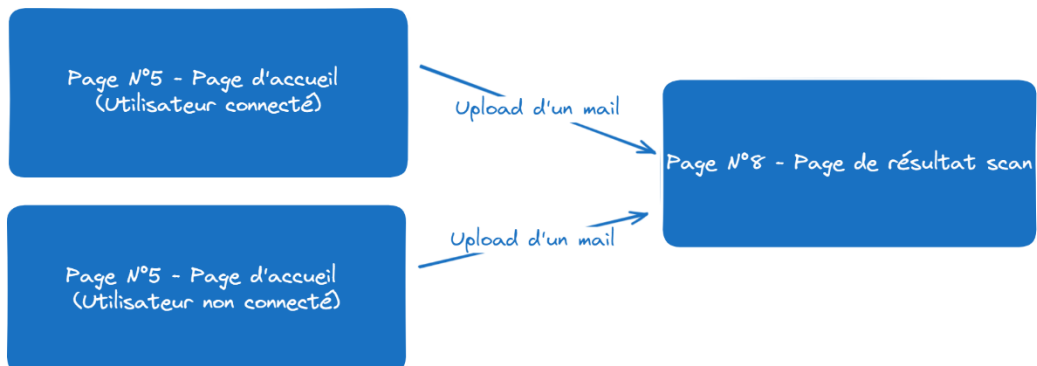 Page N°5 - Page d'accueil
(Utilisateur connecté)
Upload d'un mail
Page N°8 - Page de résultat scan
Upload d'un mail
Page N°5 - Page d'accueil
(Utilisateur non connecté)